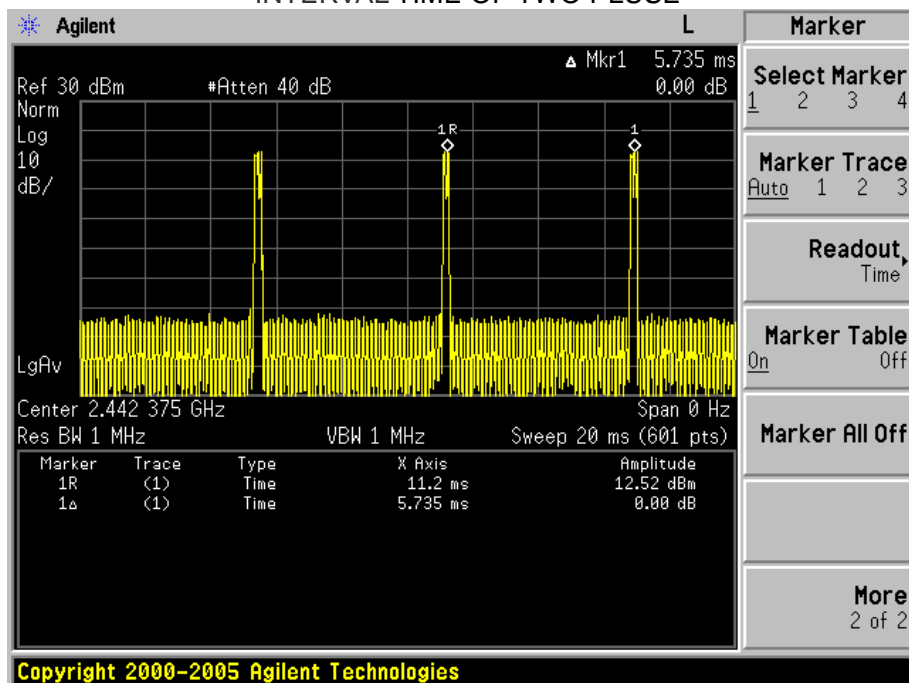 INTERVAL TIME OF TWO PLUSE
Agilent L Marker
Δ Mkr1 5.735 ms
Ref 30 dBm #Atten 40 dB 0.00 dB
Norm
Log
10
dB/
1R 1
LgAv
Center 2.442 375 GHz Span 0 Hz
Res BW 1 MHz VBW 1 MHz Sweep 20 ms (601 pts)
Marker Trace Type X Axis Amplitude
1R (1) Time 11.2 ms 12.52 dBm
1Δ (1) Time 5.735 ms 0.00 dB
Select Marker
1 2 3 4
Marker Trace
Auto 1 2 3
Readout
Time
Marker Table
On Off
Marker All Off
More
2 of 2
Copyright 2000-2005 Agilent Technologies